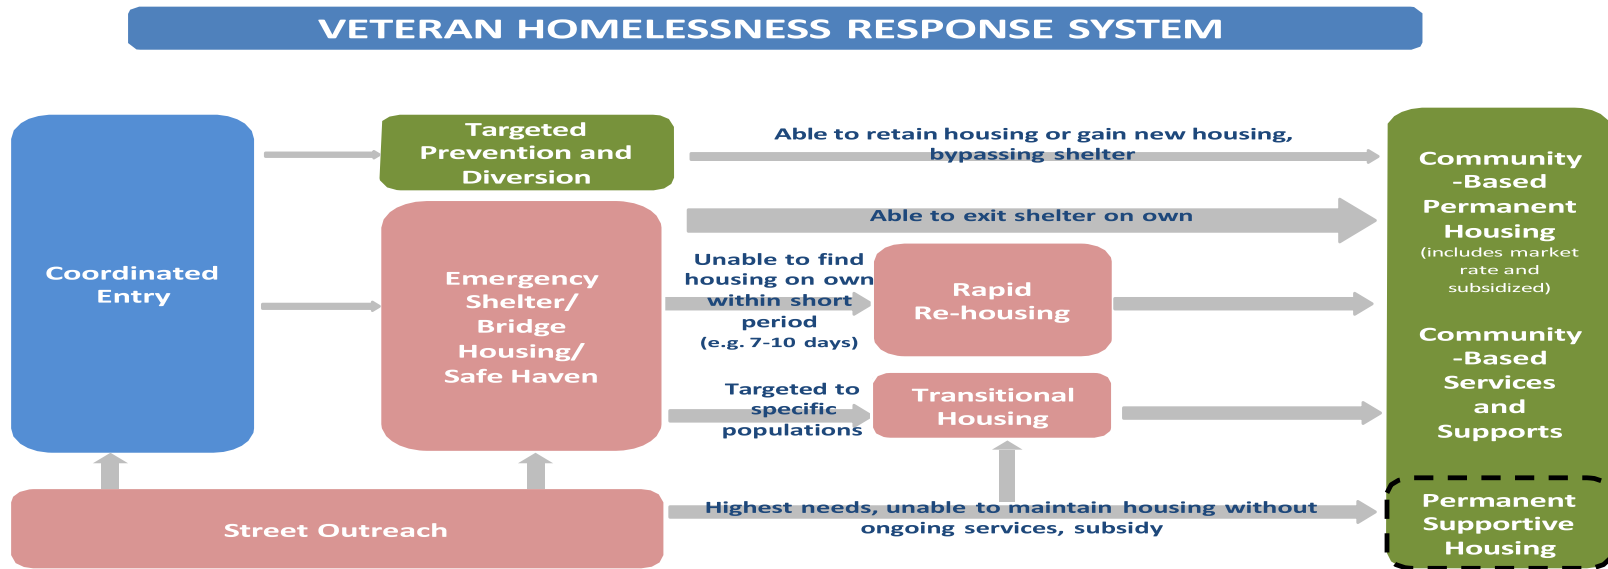 VETERAN HOMELESSNESS RESPONSE SYSTEM
Coordinated
Entry
Targeted
Prevention and
Diversion
Able to retain housing or gain new housing,
bypassing shelter
Emergency
Shelter/
Bridge
Housing/
Safe Haven
Able to exit shelter on own
Unable to find
housing on own
within short
period
(e.g. 7-10 days)
Rapid
Re-housing
Targeted to
specific
populations
Transitional
Housing
Community
-Based
Permanent
Housing
(includes market
rate and
subsidized)
Community
-Based
Services
and
Supports
Street Outreach
Highest needs, unable to maintain housing without
ongoing services, subsidy
Permanent
Supportive
Housing